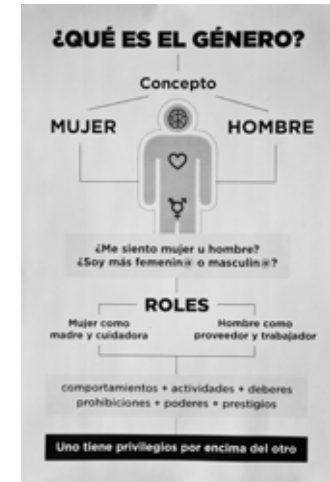 ¿QUÉ ES EL GÉNERO?
Concepto
MUJER
HOMBRE
¿Me siento mujer u hombre?
¿Soy más femenin@ o masculin@?
ROLES
Mujer como
madre y cuidadora
Hombre como
proveedor y trabajador
comportamientos + actividades + deberes
prohibiciones + poderes + prestigios
Uno tiene privilegios por encima del otro